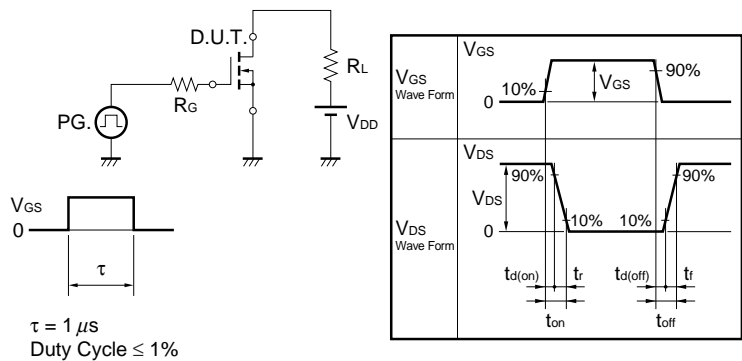 D.U.T.
RL
RG
PG.
VDD
VGS
0
τ
τ = 1 μs
Duty Cycle ≤ 1%
VGS
Wave Form
VGS
10%
VGS
90%
0
VDS
Wave Form
VDS
90%
90%
VDS
10%
10%
0
td(on)
tr
td(off)
tf
ton
toff